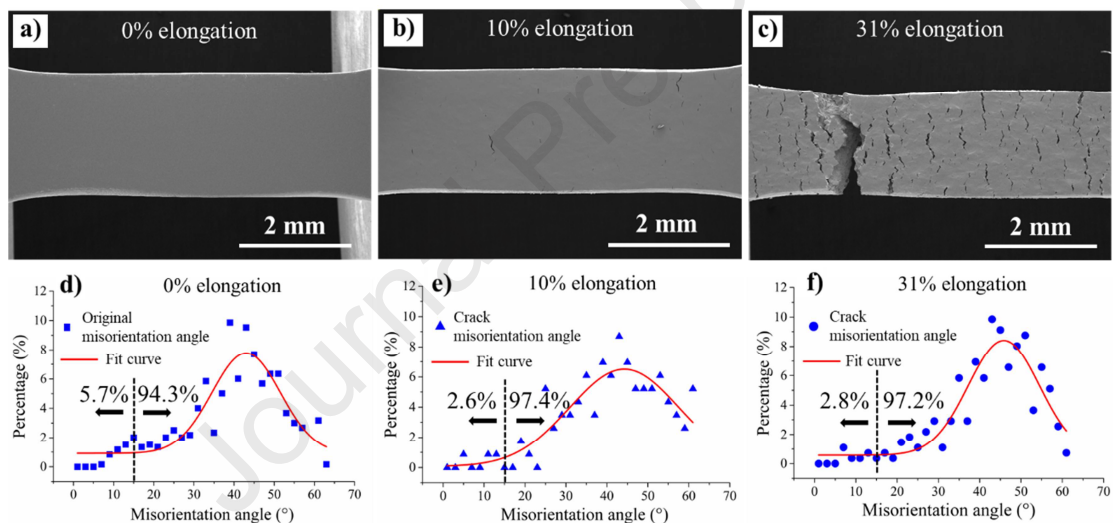 a)
0% elongation
2 mm
b)
10% elongation
2 mm
c)
31% elongation
2 mm
Journal Pre
d)
0% elongation
Original
misorientation angle
Fit curve
5.7% 94.3%
Percentage (%)
12
10
8
6
4
2
0
0 10 20 30 40 50 60 70
Misorientation angle (°)
e)
10% elongation
Crack
misorientation angle
Fit curve
2.6% 97.4%
Percentage (%)
12
10
8
6
4
2
0
0 10 20 30 40 50 60 70
Misorientation angle (°)
f)
31% elongation
Crack
misorientation angle
Fit curve
2.8% 97.2%
Percentage (%)
12
10
8
6
4
2
0
0 10 20 30 40 50 60 70
Misorientation angle (°)